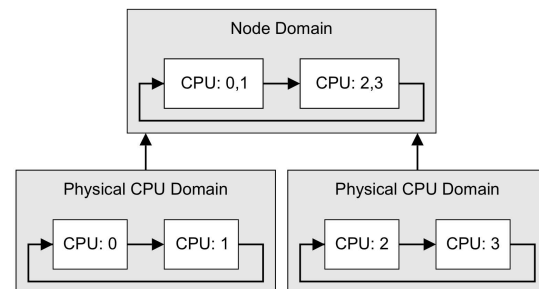 Node Domain
CPU: 0,1
CPU: 2,3
Physical CPU Domain
CPU: 0
CPU: 1
Physical CPU Domain
CPU: 2
CPU: 3